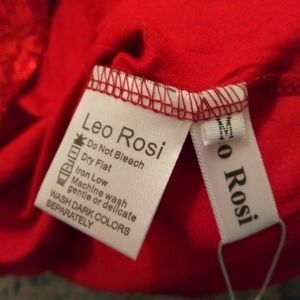 Leo Rosi
Do Not Bleach
Dry Flat
Iron Low
Machine wash
gentle or delicate
WASH DARK COLORS
SEPARATELY
M
o Rosi